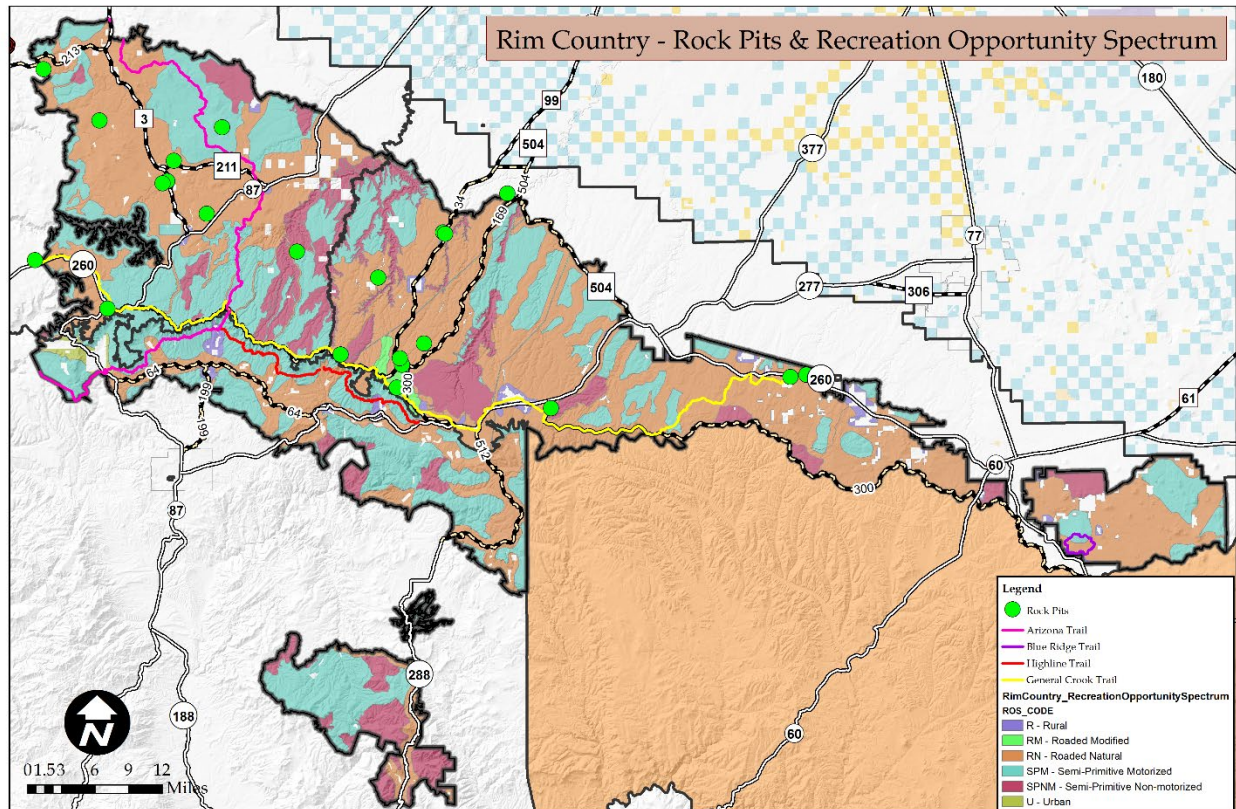 Rim Country - Rock Pits & Recreation Opportunity Spectrum
213
180
99
3
504
377
211
87
34
504
169
77
260
277
306
504
64
300
260
61
199
64
512
60
87
300
288
188
60
N
01.53 6 9 12
Miles
Legend
Rock Pits
Arizona Trail
Blue Ridge Trail
Highline Trail
General Crook Trail
RimCountry_RecreationOpportunitySpectrum
ROS_CODE
R - Rural
RM - Roaded Modified
RN - Roaded Natural
SPM - Semi-Primitive Motorized
SPNM - Semi-Primitive Non-motorized
U - Urban